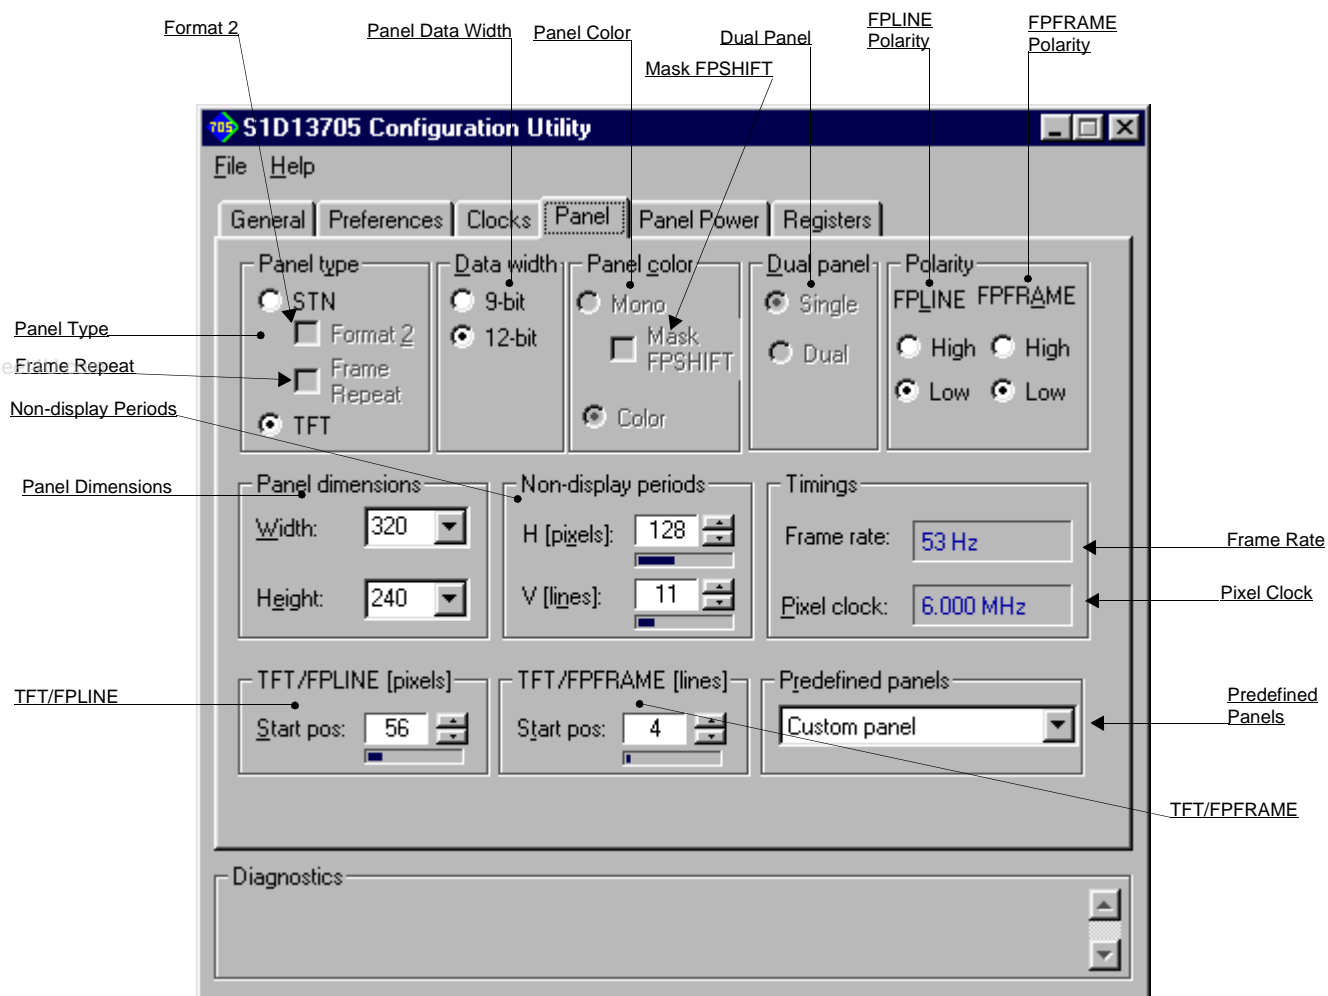 Format 2
Panel Data Width
Panel Color
Dual Panel
FPLINE
Polarity
FPFRAME
Polarity
Mask FPSHIFT
705
S1D13705 Configuration Utility
File Help
General Preferences Clocks Panel Panel Power Registers
Panel type
STN
Format 2
Frame
Repeat
TFT
Data width
9-bit
12-bit
Panel color
Mono
Mask
FPSHIFT
Color
Dual panel
Single
Dual
Polarity
FPLINE FPFRAME
High High
Low Low
Panel Type
Frame Repeat
Non-display Periods
Panel Dimensions
Panel dimensions
Width: 320
Height: 240
Non-display periods
H [pixels]: 128
V [lines]: 11
Timings
Frame rate: 53 Hz
Pixel clock: 6.000 MHz
Frame Rate
Pixel Clock
TFT/FPLINE
TFT/FPLINE [pixels]
Start pos: 56
TFT/FPFRAME [lines]
Start pos: 4
Predefined panels
Custom panel
Predefined
Panels
TFT/FPFRAME
Diagnostics